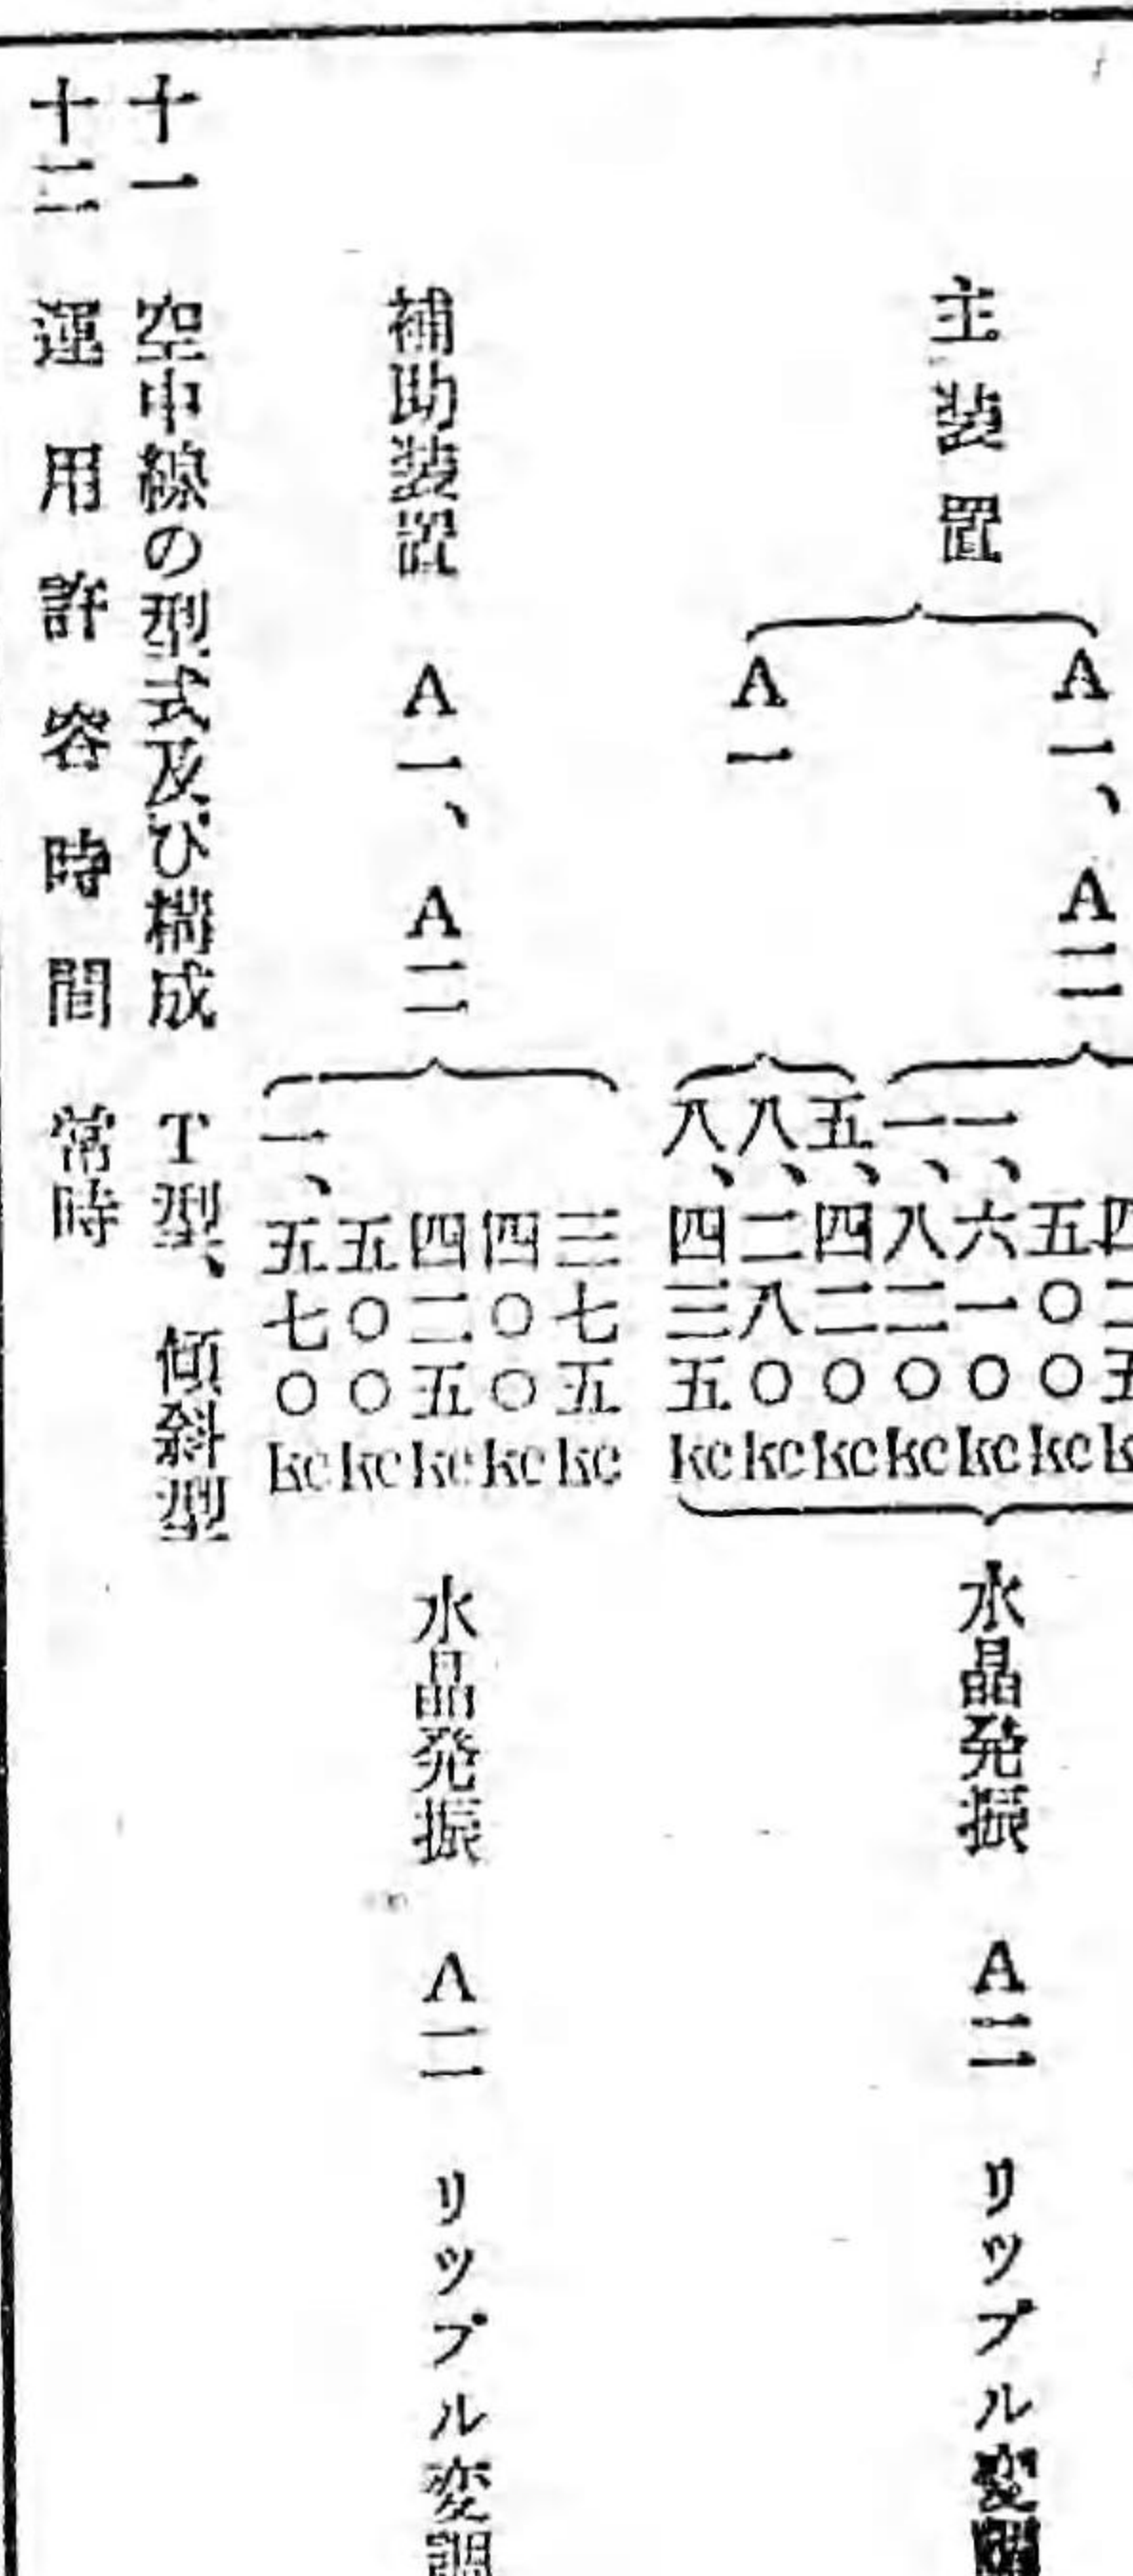 主装置
A一、A二
四二五
五〇〇kc
一、六一〇kc
一、八二〇kc
A一
五、四二〇kc
八、二八〇kc
八、四三五kc
水晶発振 A二 リップル変調
補助装置 A一、A二
三七五kc
四〇〇kc
四二五kc
五〇〇kc
一、五七〇kc
水晶発振 A二 リップル変調
十一 空中線の型式及び構成 T型、傾斜型
十二 運用許容時間 常時